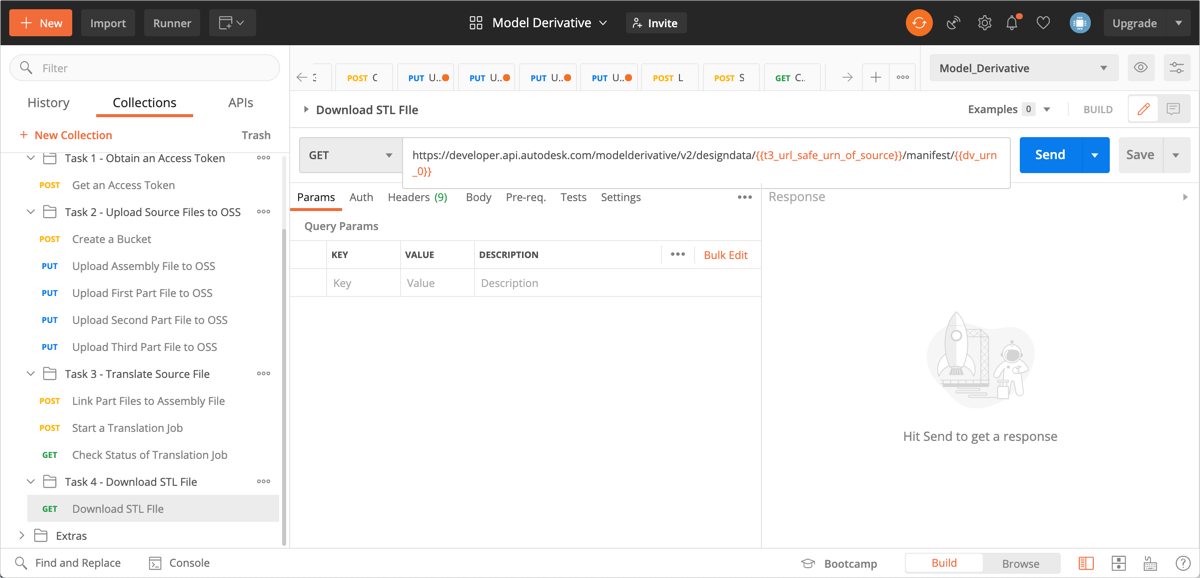 New
Import
Runner
Model Derivative
Invite
Upgrade
Filter
History
Collections
APIs
New Collection
Trash
Task 1 - Obtain an Access Token
POST Get an Access Token
Task 2 - Upload Source Files to OSS
POST Create a Bucket
PUT Upload Assembly File to OSS
PUT Upload First Part File to OSS
PUT Upload Second Part File to OSS
PUT Upload Third Part File to OSS
Task 3 - Translate Source File
POST Link Part Files to Assembly File
POST Start a Translation Job
GET Check Status of Translation Job
Task 4 - Download STL File
GET Download STL FIle
Extras
POST C
PUT U..
PUT U..
PUT U..
PUT U..
POST L
POST S
GET C..
Model_Derivative
Download STL FIle
Examples 0
BUILD
GET
https://developer.api.autodesk.com/modelderivative/v2/designdata/{{t3_url_safe_urn_of_source}}/manifest/{{dv_urn
_0}}
Send
Save
Params Auth Headers (9) Body Pre-req. Tests Settings
Response
Query Params
KEY VALUE DESCRIPTION
Bulk Edit
Key Value Description
Hit Send to get a response
Find and Replace
Console
Bootcamp
Build
Browse